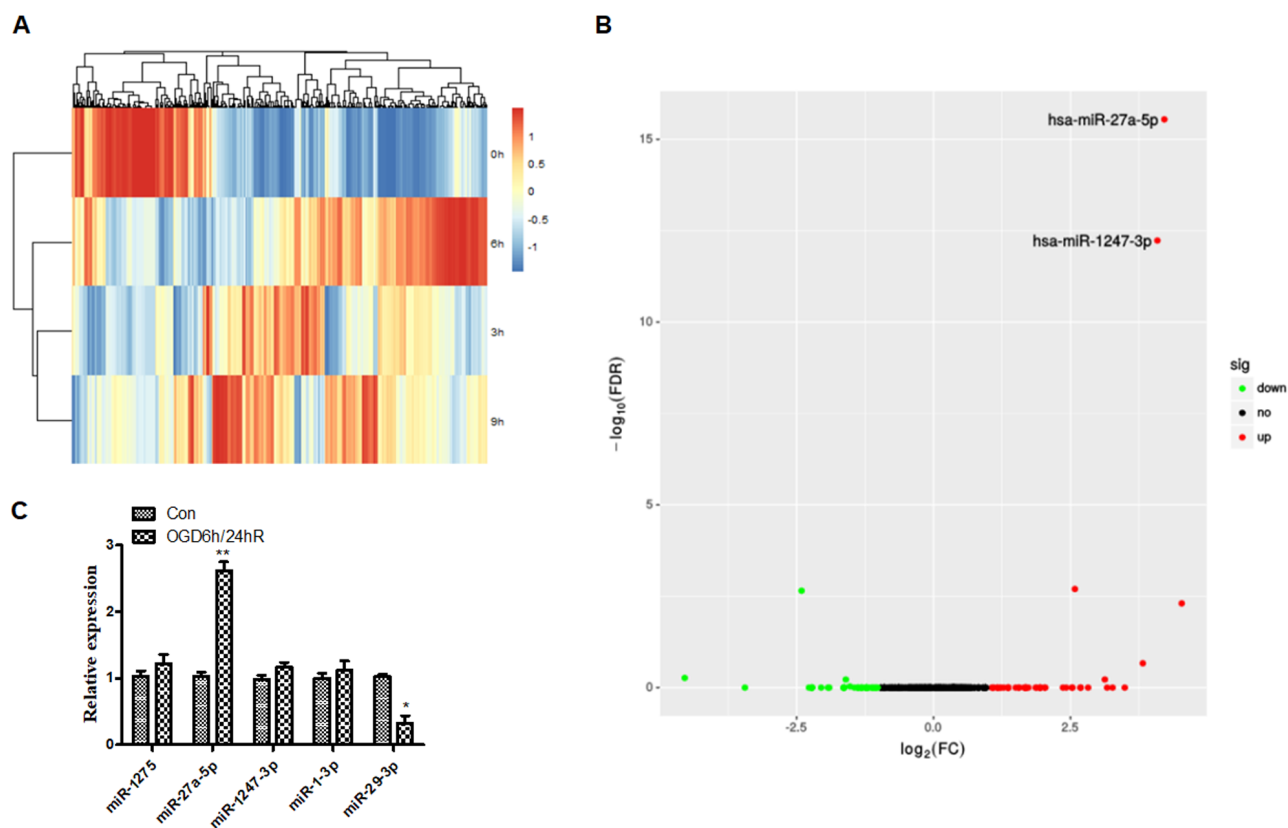 A
1
0.5
0
-0.5
-1
0h
6h
3h
9h
B
hsa-miR-27a-5p
hsa-miR-1247-3p
15
10
5
0
-log10(FDR)
-2.5
0.0
2.5
log2(FC)
sig
down
no
up
C
Con
OGD6h/24hR
3
2
1
0
Relative expression
**
*
miR-1275
miR-27a-5p
miR-1247-3p
miR-1-3p
miR-29-3p